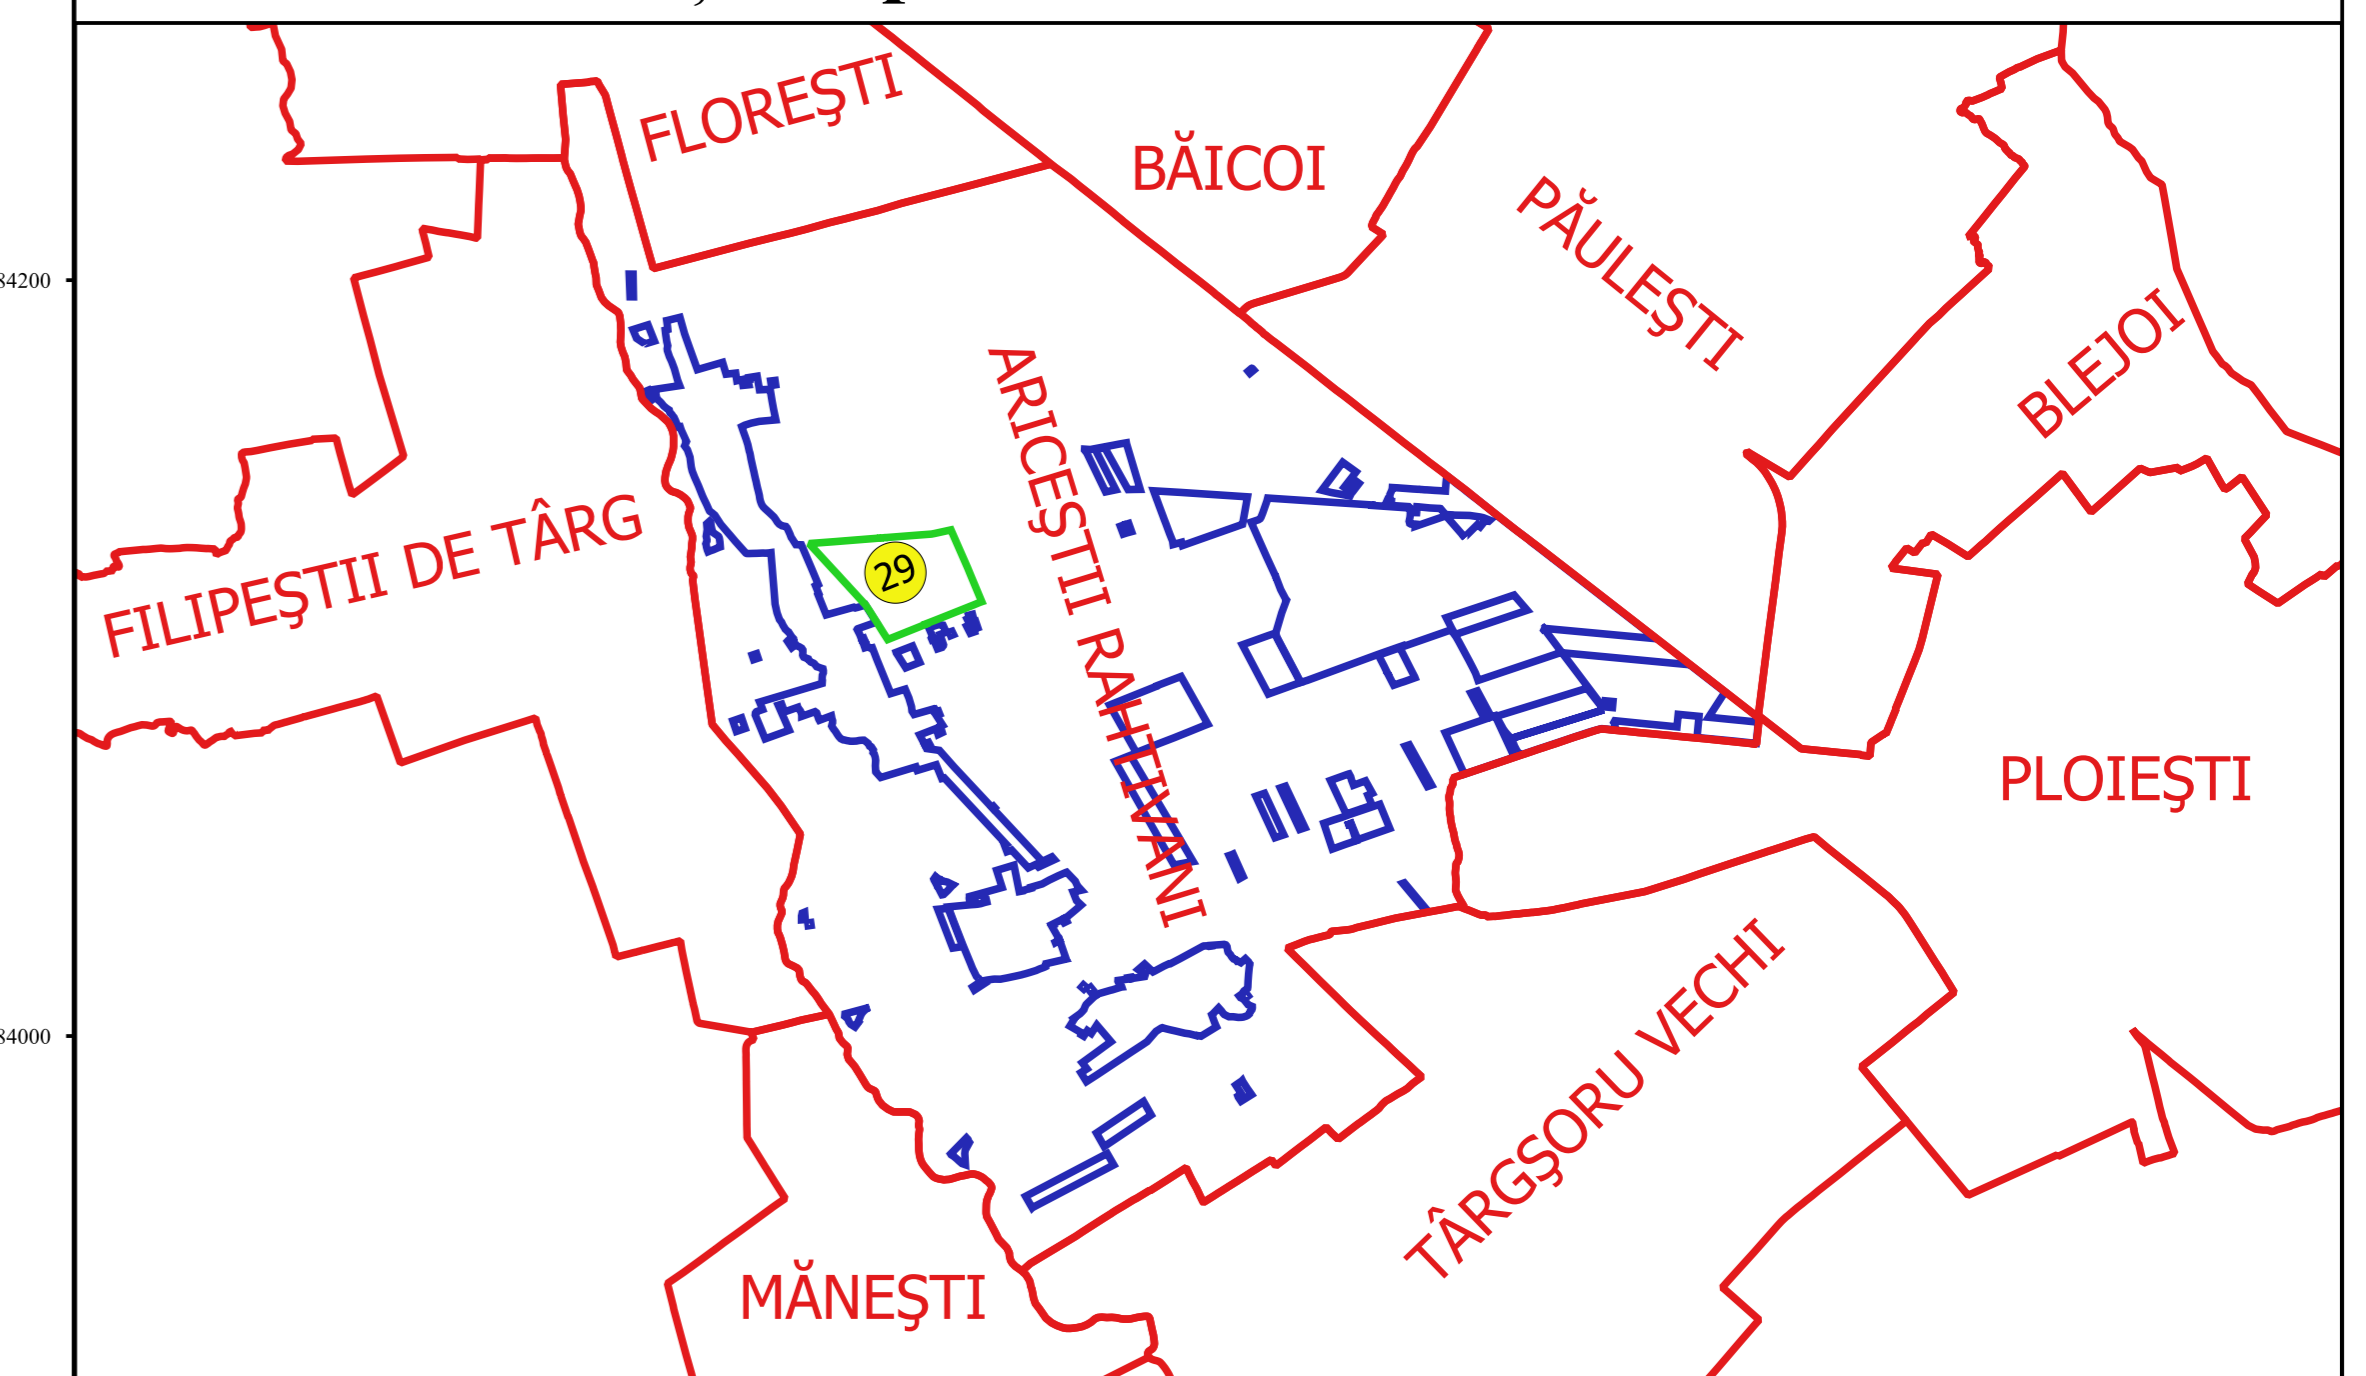 FLOREŞTI
BĂICOI
PĂULEŞTI
84200
BLEJOI
ARICEŞTII RAHTIVANI
FILIPEŞTII DE TÂRG
29
PLOIEŞTI
TÂRGŞORU VECHI
84000
MĂNEŞTI